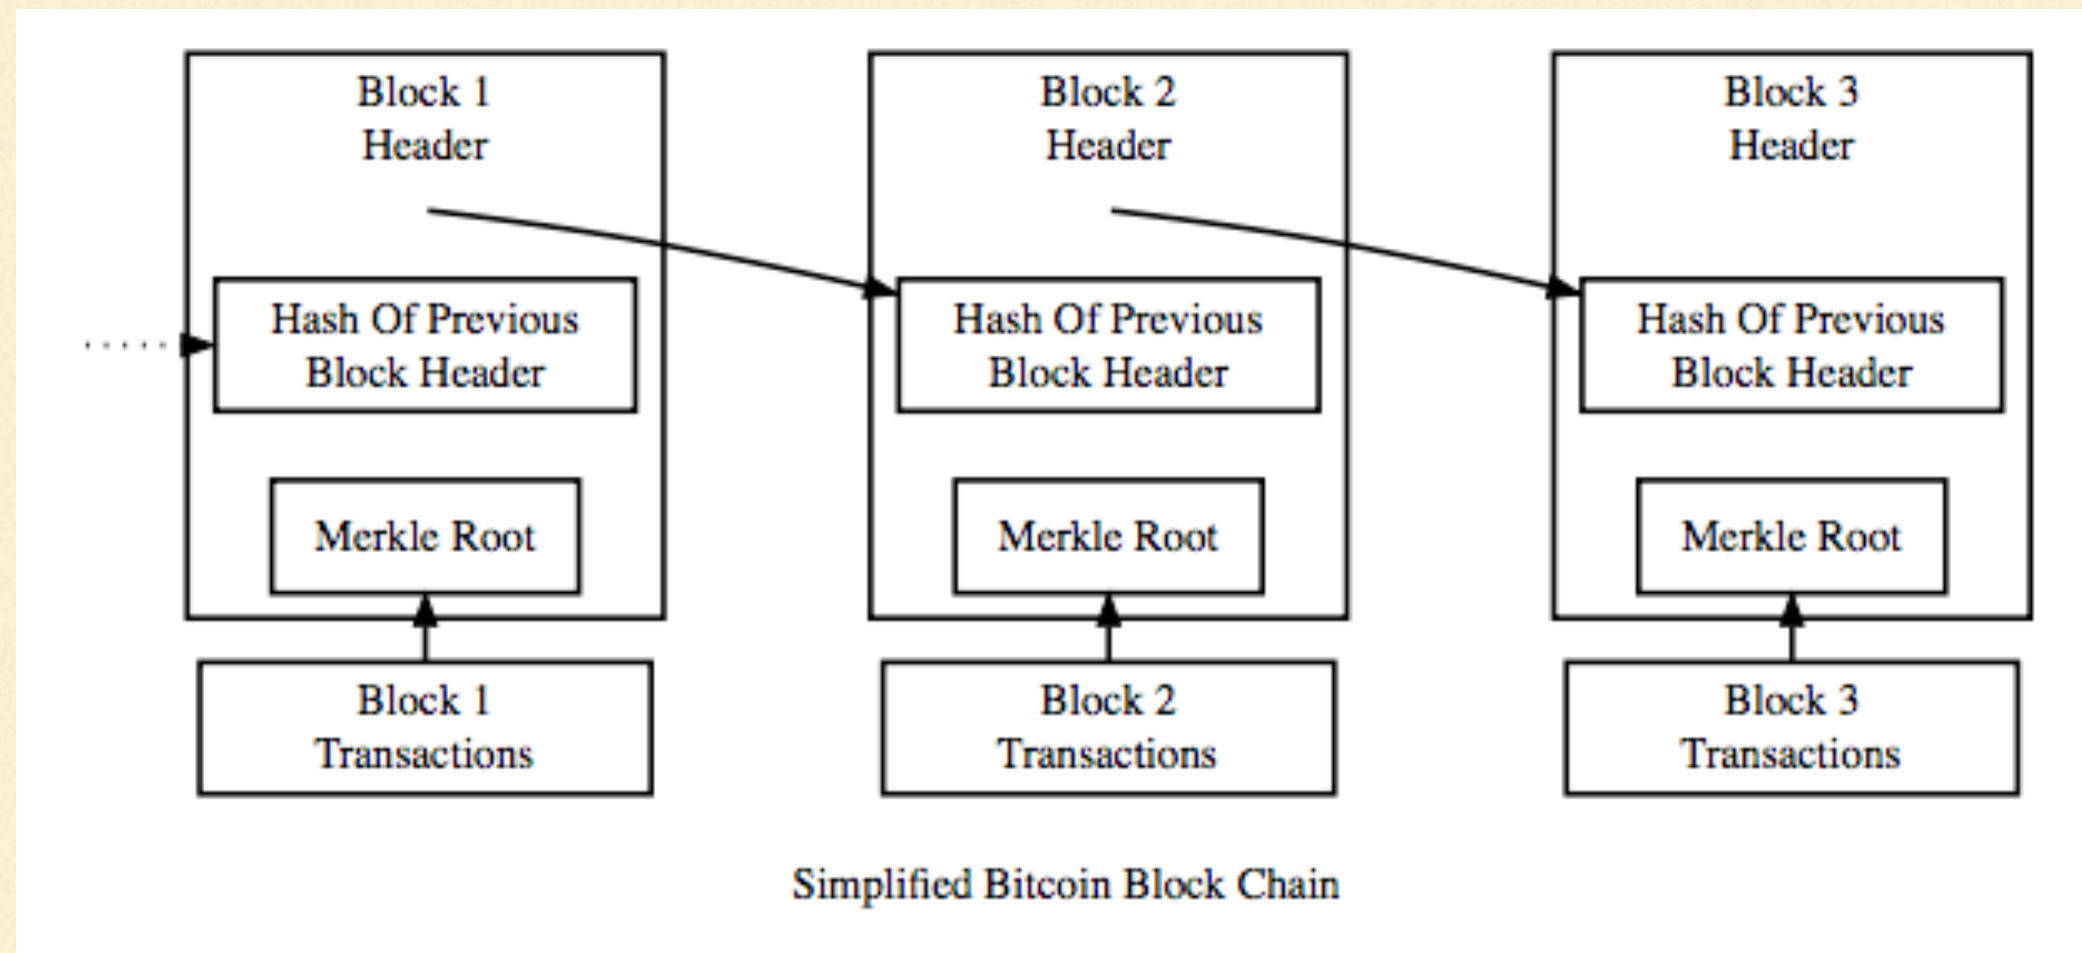 Block 1
Header
Hash Of Previous
Block Header
Merkle Root
Block 1
Transactions
Block 2
Header
Hash Of Previous
Block Header
Merkle Root
Block 2
Transactions
Block 3
Header
Hash Of Previous
Block Header
Merkle Root
Block 3
Transactions
Simplified Bitcoin Block Chain